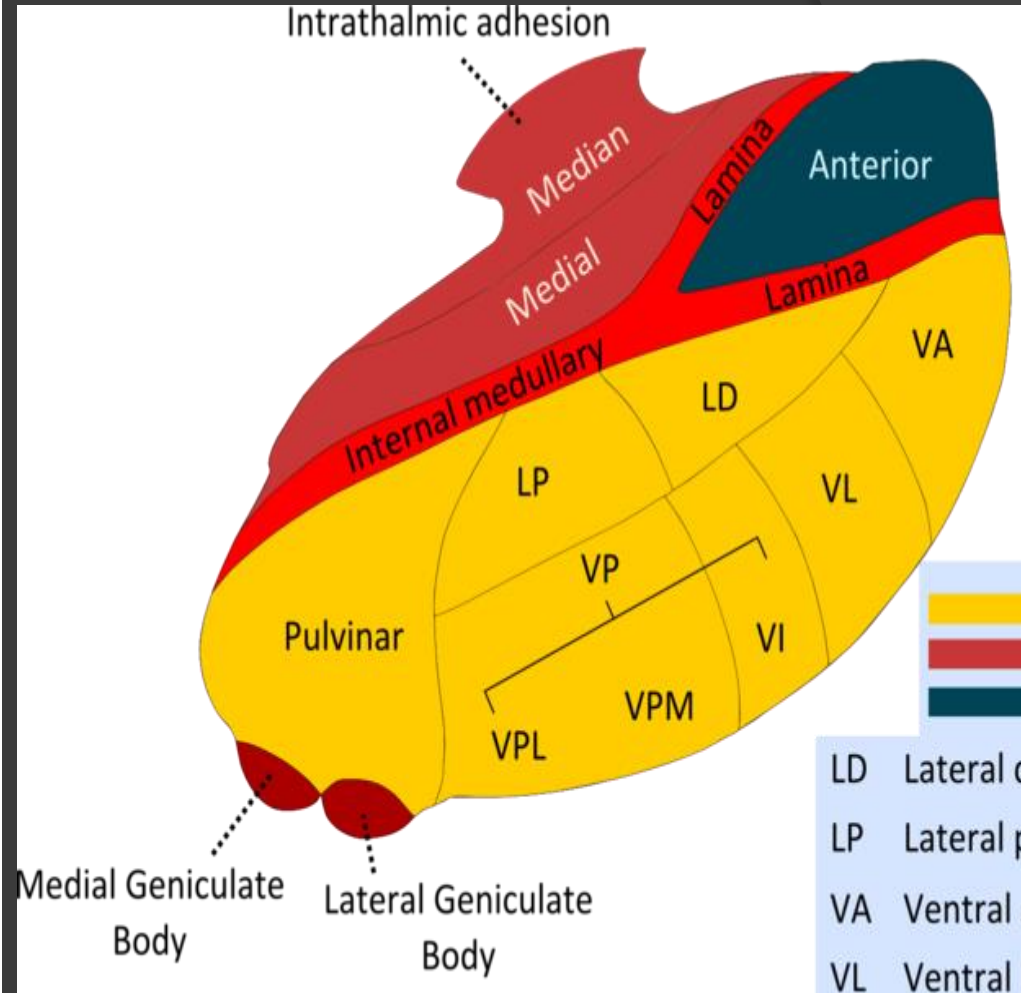 Intrathalmic adhesion
Median
Lamina
Anterior
Medial
Lamina
Internal medullary
VA
LD
LP
VL
VP
Pulvinar
VI
VPM
VPL
LD Lateral
LP Lateral
VA Ventral
VL Ventral
Medial Geniculate
Body
Lateral Geniculate
Body